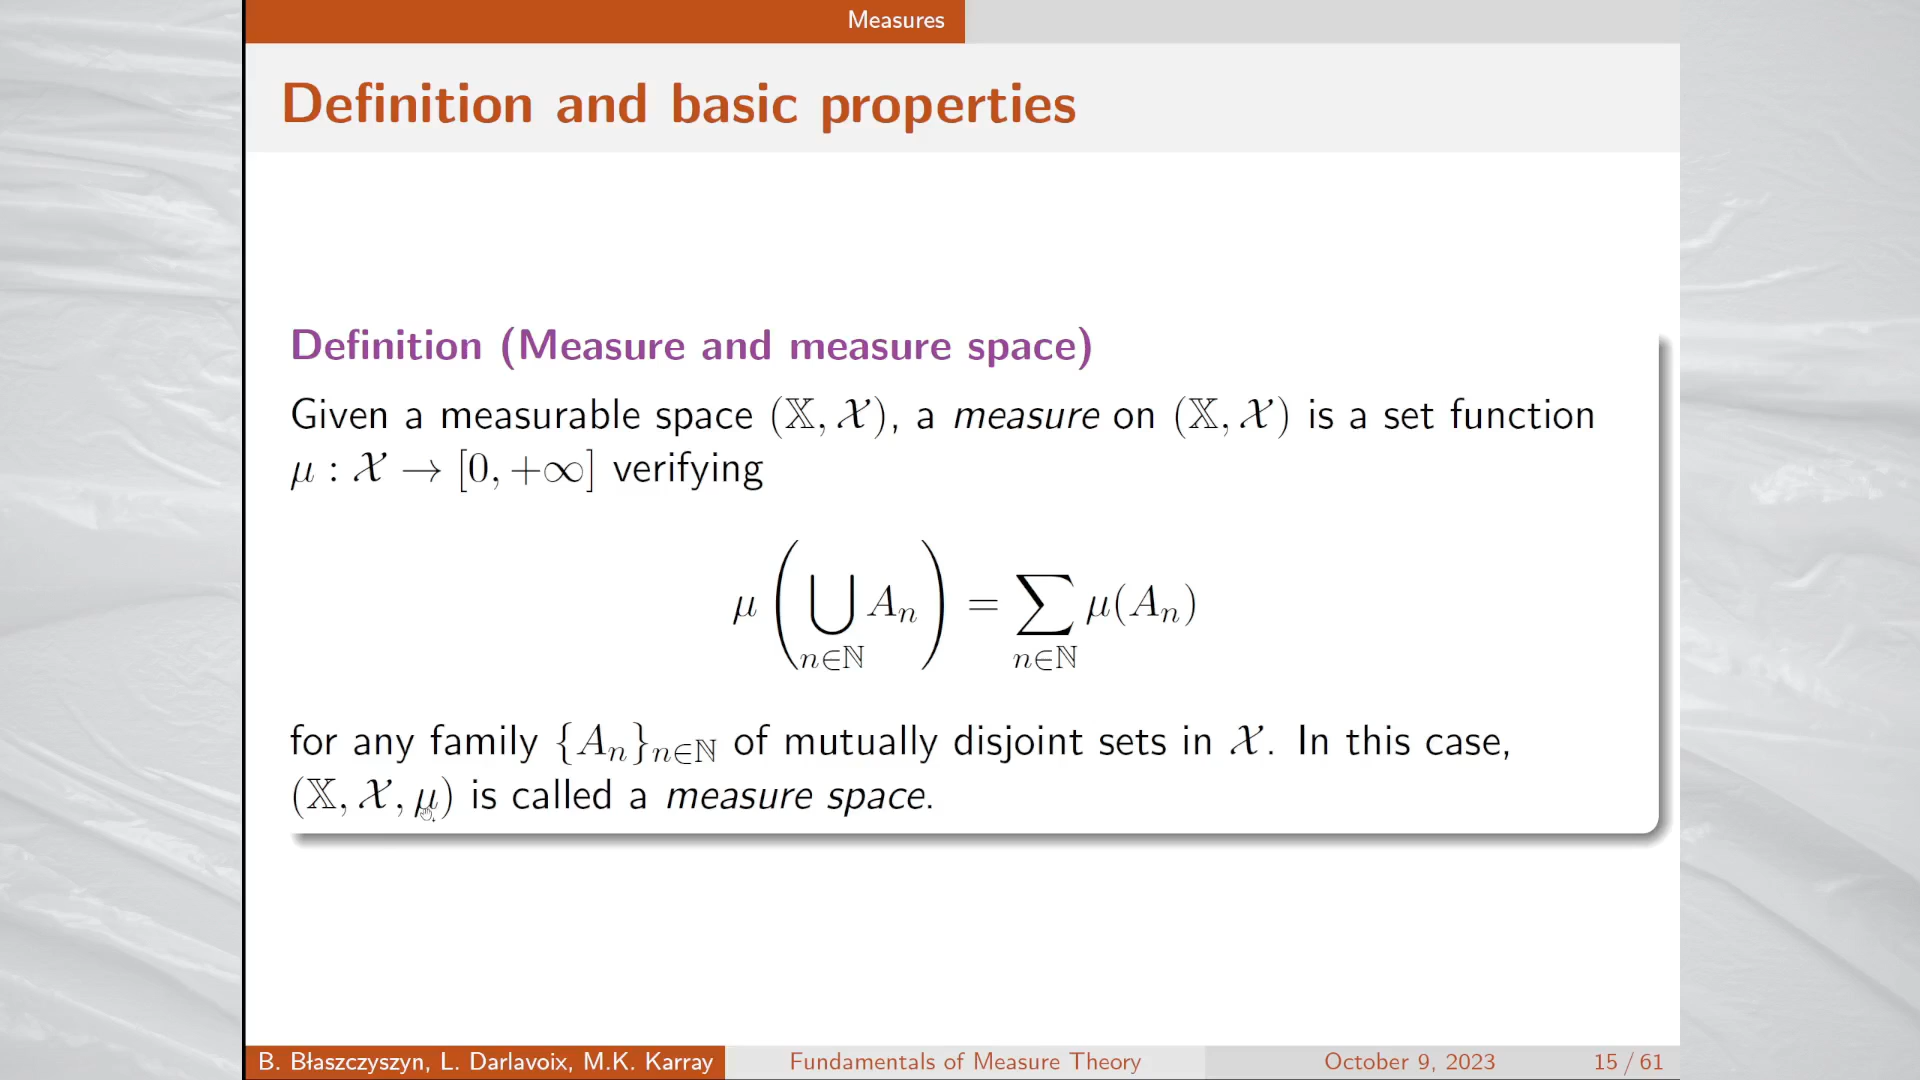 Measures
Definition and basic properties
Definition (Measure and measure space)
Given a measurable space (𝕏, 𝒳), a measure on (𝕏, 𝒳) is a set function
μ : 𝒳 → [0, +∞] verifying
μ(⋃_{n∈ℕ} A_n) = ∑_{n∈ℕ} μ(A_n)
for any family {A_n}_{n∈ℕ} of mutually disjoint sets in 𝒳. In this case,
(𝕏, 𝒳, μ) is called a measure space.
B. Błaszczyszyn, L. Darlavoix, M.K. Karray Fundamentals of Measure Theory October 9, 2023 15 / 61